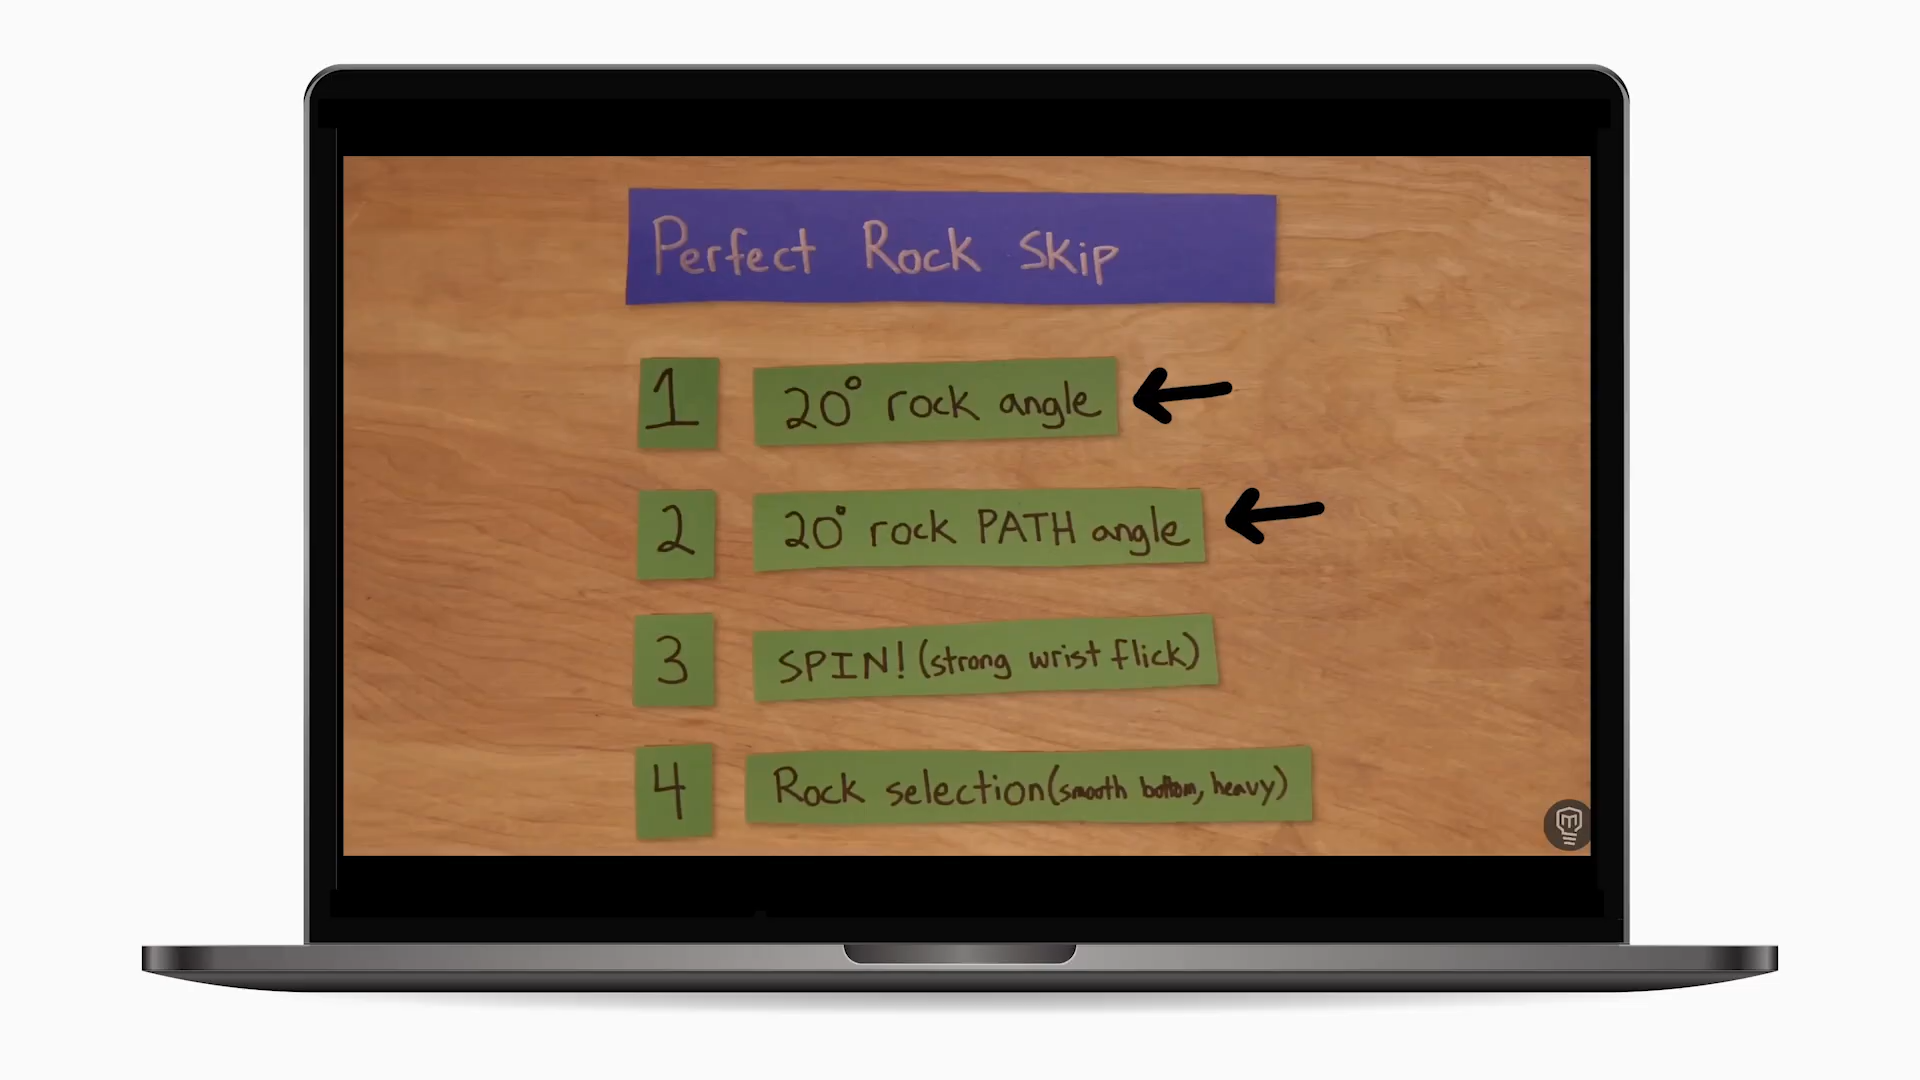 Perfect Rock Skip
1 20° rock angle
2 20° rock PATH angle
3 SPIN! (strong wrist flick)
4 Rock selection (smooth bottom, heavy)